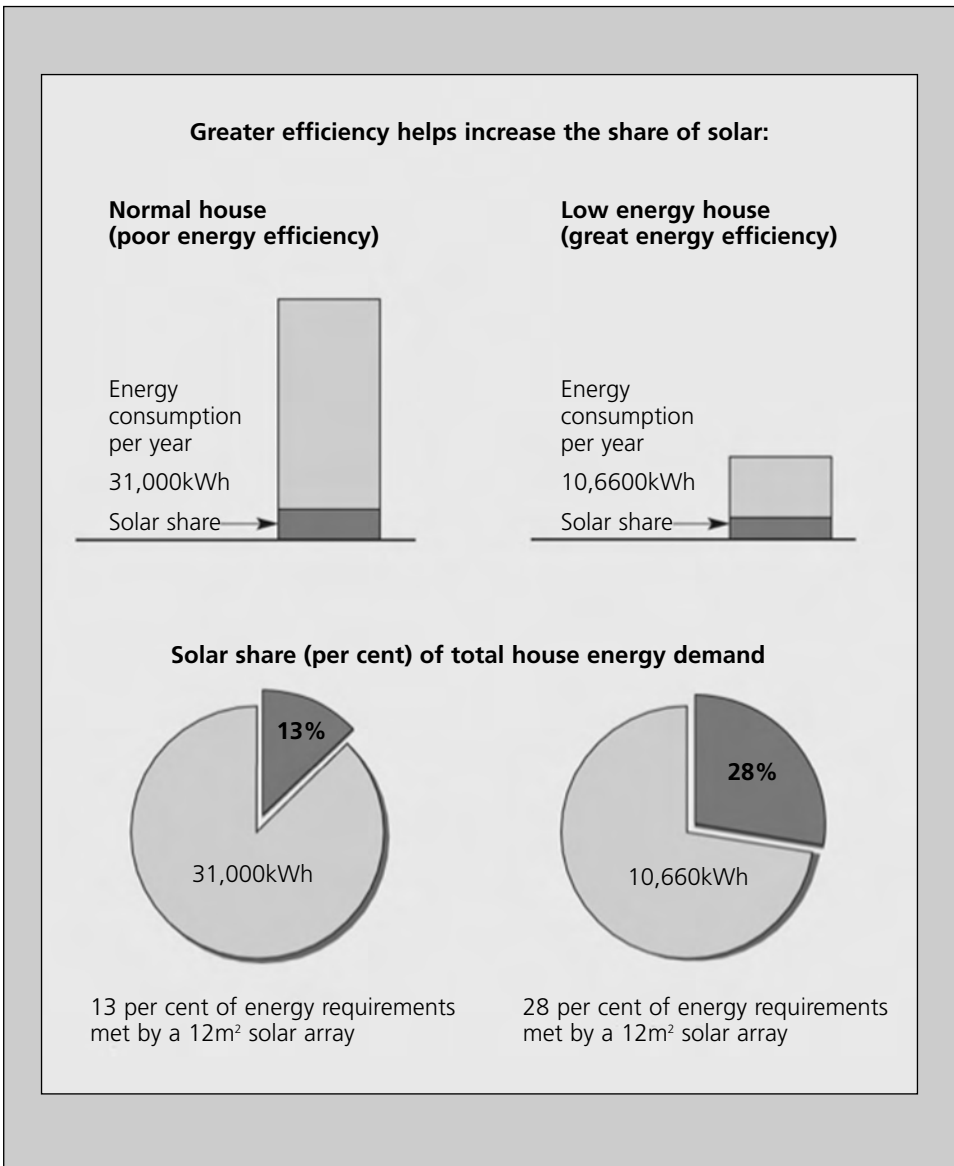 Greater efficiency helps increase the share of solar:
Normal house
(poor energy efficiency)
Energy
consumption
per year
31,000kWh
Solar share
Low energy house
(great energy efficiency)
Energy
consumption
per year
10,6600kWh
Solar share
Solar share (per cent) of total house energy demand
13%
31,000kWh
13 per cent of energy requirements
met by a 12m² solar array
28%
10,660kWh
28 per cent of energy requirements
met by a 12m² solar array